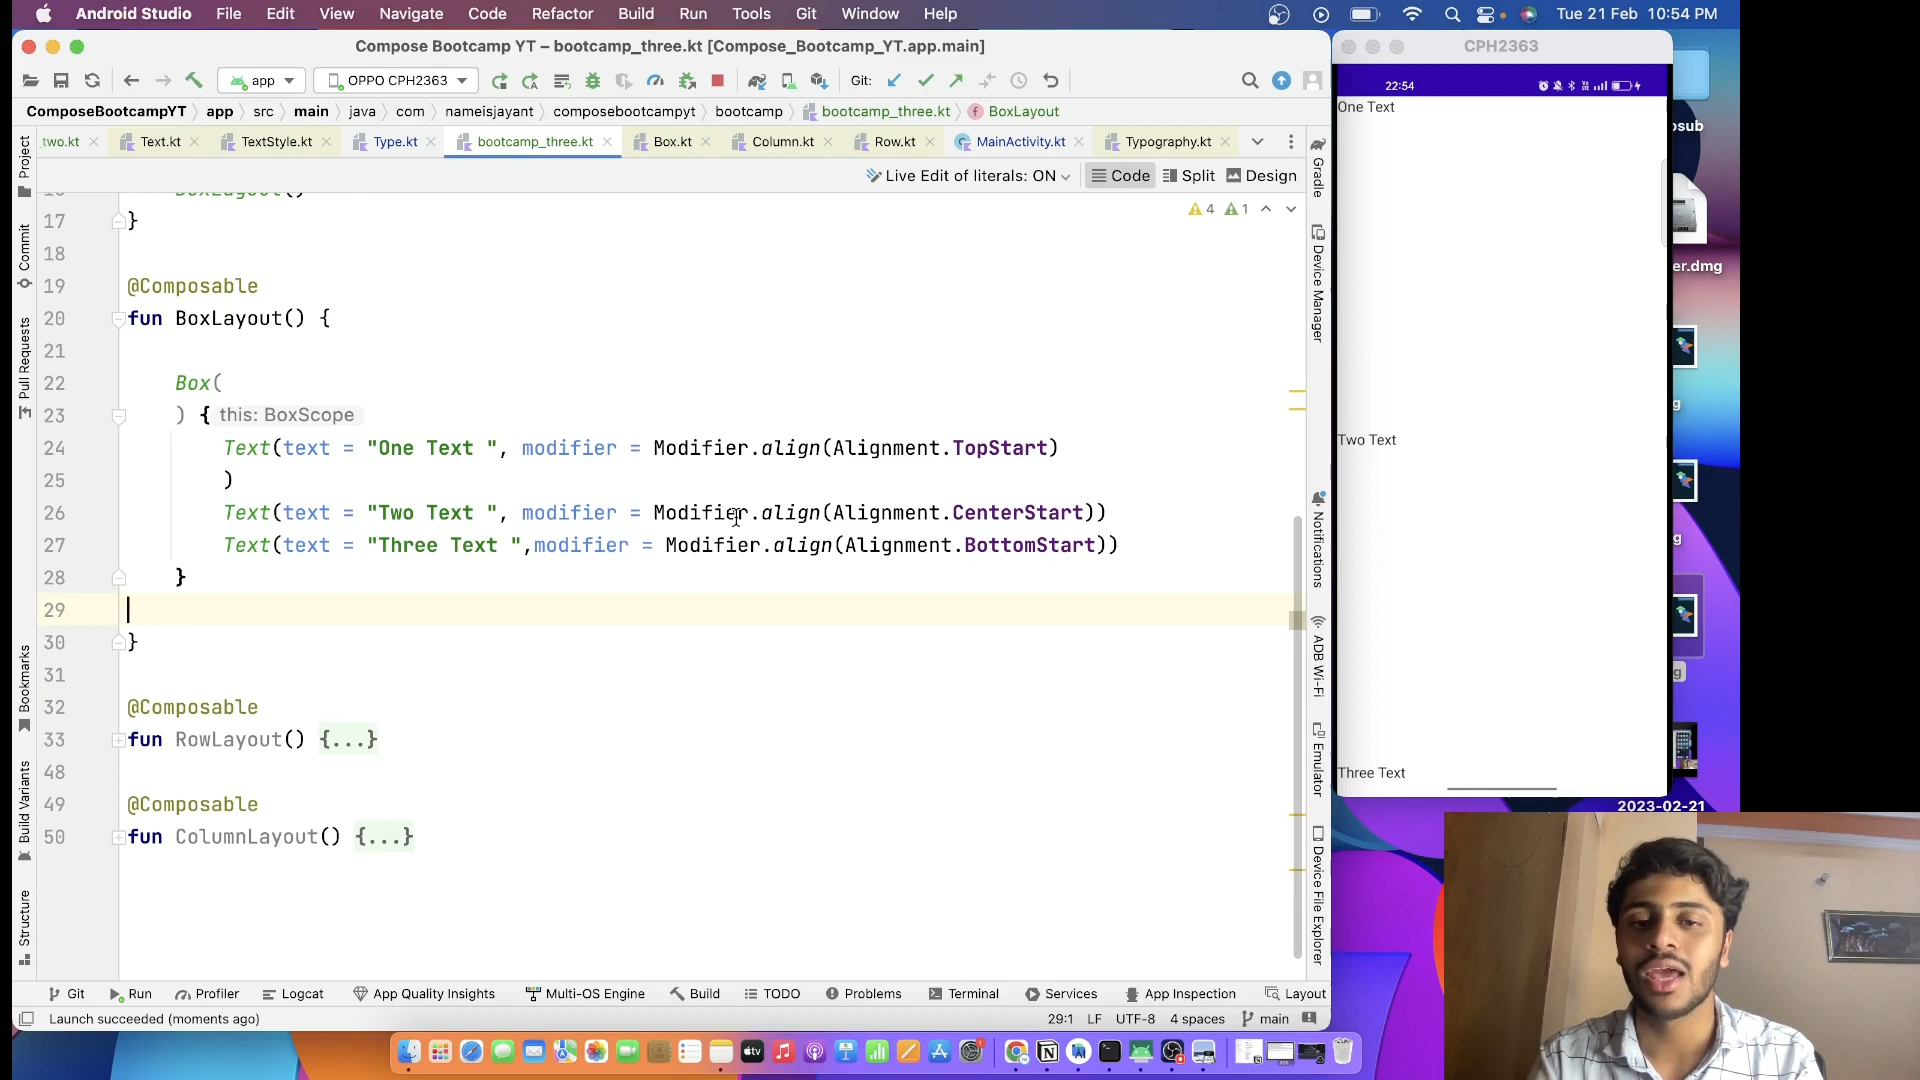 Android Studio File Edit View Navigate Code Refactor Build Run Tools Git Window Help Tue 21 Feb 10:54 PM
Compose Bootcamp YT – bootcamp_three.kt [Compose_Bootcamp_YT.app.main]
CPH2363
app OPPO CPH2363 Git:
ComposeBootcampYT app src main java com nameisjayant composebootcampyt bootcamp bootcamp_three.kt BoxLayout
_two.kt Text.kt TextStyle.kt Type.kt bootcamp_three.kt Box.kt Column.kt Row.kt MainActivity.kt Typography.kt
Live Edit of literals: ON Code Split Design
4 1
17 }
18
19 @Composable
20 fun BoxLayout() {
21
22 Box(
23 ) { this: BoxScope
24 Text(text = "One Text ", modifier = Modifier.align(Alignment.TopStart)
25 )
26 Text(text = "Two Text ", modifier = Modifier.align(Alignment.CenterStart))
27 Text(text = "Three Text ",modifier = Modifier.align(Alignment.BottomStart))
28 }
29
30 }
31
32 @Composable
33 fun RowLayout() {...}
48
49 @Composable
50 fun ColumnLayout() {...}
Project
Commit
Pull Requests
Bookmarks
Build Variants
Structure
Gradle
Device Manager
Notifications
ADB Wi-Fi
Emulator
Device File Explorer
Git Run Profiler Logcat App Quality Insights Multi-OS Engine Build TODO Problems Terminal Services App Inspection Layout
Launch succeeded (moments ago) 29:1 LF UTF-8 4 spaces main
22:54
One Text
Two Text
Three Text
osub
er.dmg
g
g
g
2023-02-21
tv